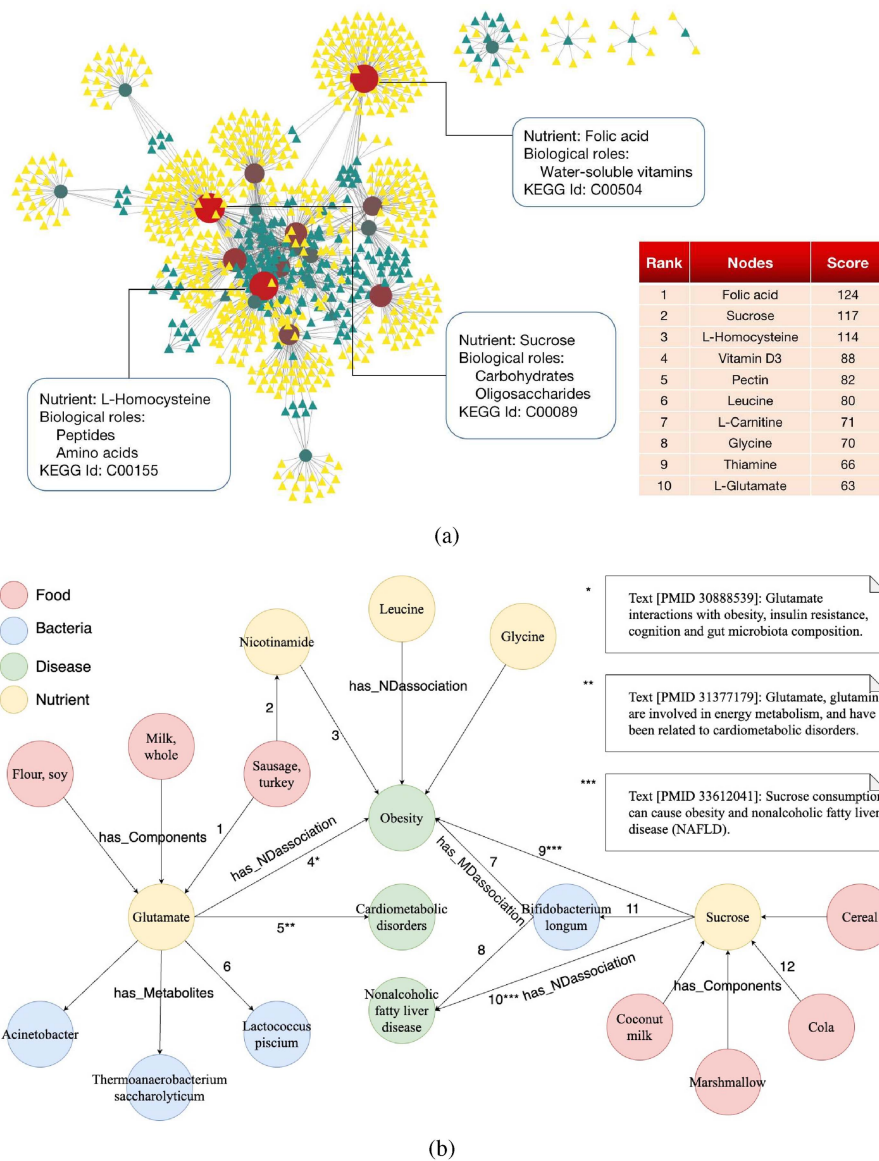 Nutrient: Folic acid
Biological roles:
Water-soluble vitamins
KEGG Id: C00504
Nutrient: Sucrose
Biological roles:
Carbohydrates
Oligosaccharides
KEGG Id: C00089
Nutrient: L-Homocysteine
Biological roles:
Peptides
Amino acids
KEGG Id: C00155
Rank Nodes Score
1 Folic acid 124
2 Sucrose 117
3 L-Homocysteine 114
4 Vitamin D3 88
5 Pectin 82
6 Leucine 80
7 L-Carnitine 71
8 Glycine 70
9 Thiamine 66
10 L-Glutamate 63
(a)
Food
Bacteria
Disease
Nutrient
Nicotinamide
Leucine
Glycine
has_NDassociation
2
3
Flour, soy
Milk,
whole
Sausage,
turkey
has_Components
1
has_NDassociation
4*
Obesity
has_MDassociation
7
9***
Glutamate
5**
Cardiometabolic
disorders
Bifidobacterium
longum
11
Sucrose
Cereal
8
6
has_Metabolites
10*** has_NDassociation
12
has_Components
Acinetobacter
Thermoanaerobacterium
saccharolyticum
Lactococcus
piscium
Nonalcoholic
fatty liver
disease
Coconut
milk
Marshmallow
Cola
*
Text [PMID 30888539]: Glutamate
interactions with obesity, insulin resistance,
cognition and gut microbiota composition.
**
Text [PMID 31377179]: Glutamate, glutamin
are involved in energy metabolism, and have
been related to cardiometabolic disorders.
***
Text [PMID 33612041]: Sucrose consumption
can cause obesity and nonalcoholic fatty liver
disease (NAFLD).
(b)